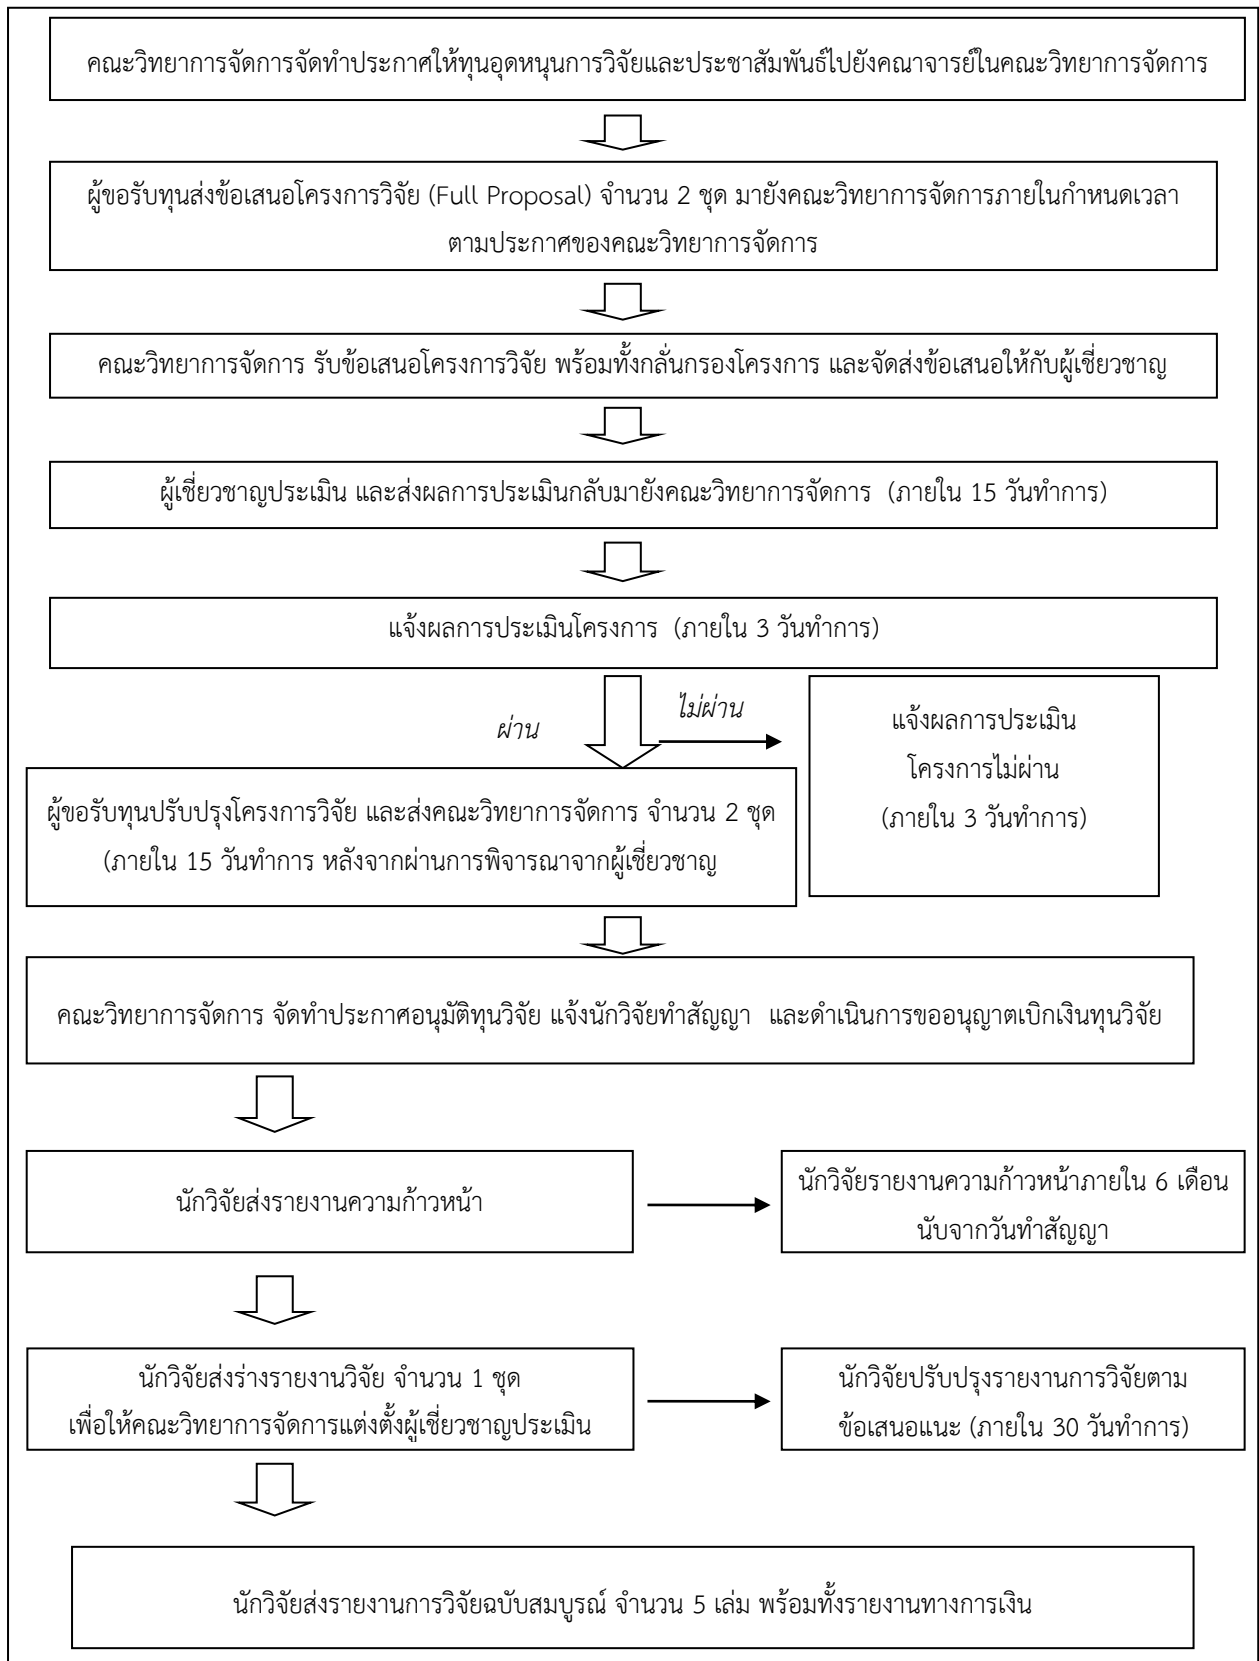 คณะวิทยาการจัดการจัดทำประกาศให้ทุนอุดหนุนการวิจัยและประชาสัมพันธ์ไปยังคณาจารย์ในคณะวิทยาการจัดการ
ผู้ขอรับทุนส่งข้อเสนอโครงการวิจัย (Full Proposal) จำนวน 2 ชุด มายังคณะวิทยาการจัดการภายในกำหนดเวลา
ตามประกาศของคณะวิทยาการจัดการ
คณะวิทยาการจัดการ รับข้อเสนอโครงการวิจัย พร้อมทั้งกลั่นกรองโครงการ และจัดส่งข้อเสนอให้กับผู้เชี่ยวชาญ
ผู้เชี่ยวชาญประเมิน และส่งผลการประเมินกลับมายังคณะวิทยาการจัดการ (ภายใน 15 วันทำการ)
แจ้งผลการประเมินโครงการ (ภายใน 3 วันทำการ)
ผ่าน
ไม่ผ่าน
แจ้งผลการประเมิน
โครงการไม่ผ่าน
(ภายใน 3 วันทำการ)
ผู้ขอรับทุนปรับปรุงโครงการวิจัย และส่งคณะวิทยาการจัดการ จำนวน 2 ชุด
(ภายใน 15 วันทำการ หลังจากผ่านการพิจารณาจากผู้เชี่ยวชาญ
คณะวิทยาการจัดการ จัดทำประกาศอนุมัติทุนวิจัย แจ้งนักวิจัยทำสัญญา และดำเนินการขออนุญาตเบิกเงินทุนวิจัย
นักวิจัยส่งรายงานความก้าวหน้า
นักวิจัยรายงานความก้าวหน้าภายใน 6 เดือน
นับจากวันทำสัญญา
นักวิจัยส่งร่างรายงานวิจัย จำนวน 1 ชุด
เพื่อให้คณะวิทยาการจัดการแต่งตั้งผู้เชี่ยวชาญประเมิน
นักวิจัยปรับปรุงรายงานการวิจัยตาม
ข้อเสนอแนะ (ภายใน 30 วันทำการ)
นักวิจัยส่งรายงานการวิจัยฉบับสมบูรณ์ จำนวน 5 เล่ม พร้อมทั้งรายงานทางการเงิน